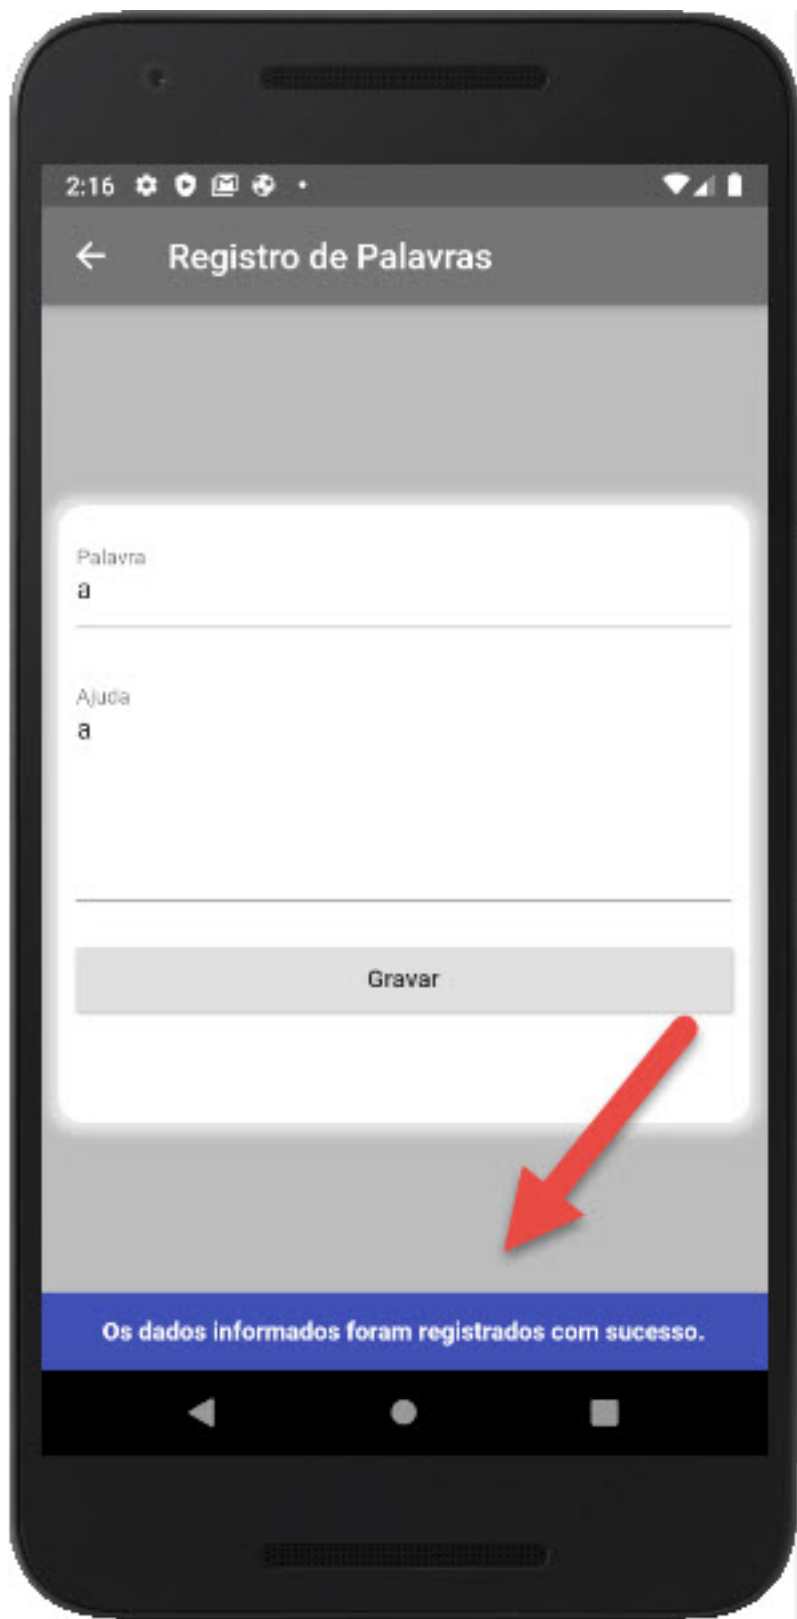 2:16
Registro de Palavras
Palavra
a
Ajuda
a
Gravar
Os dados informados foram registrados com sucesso.